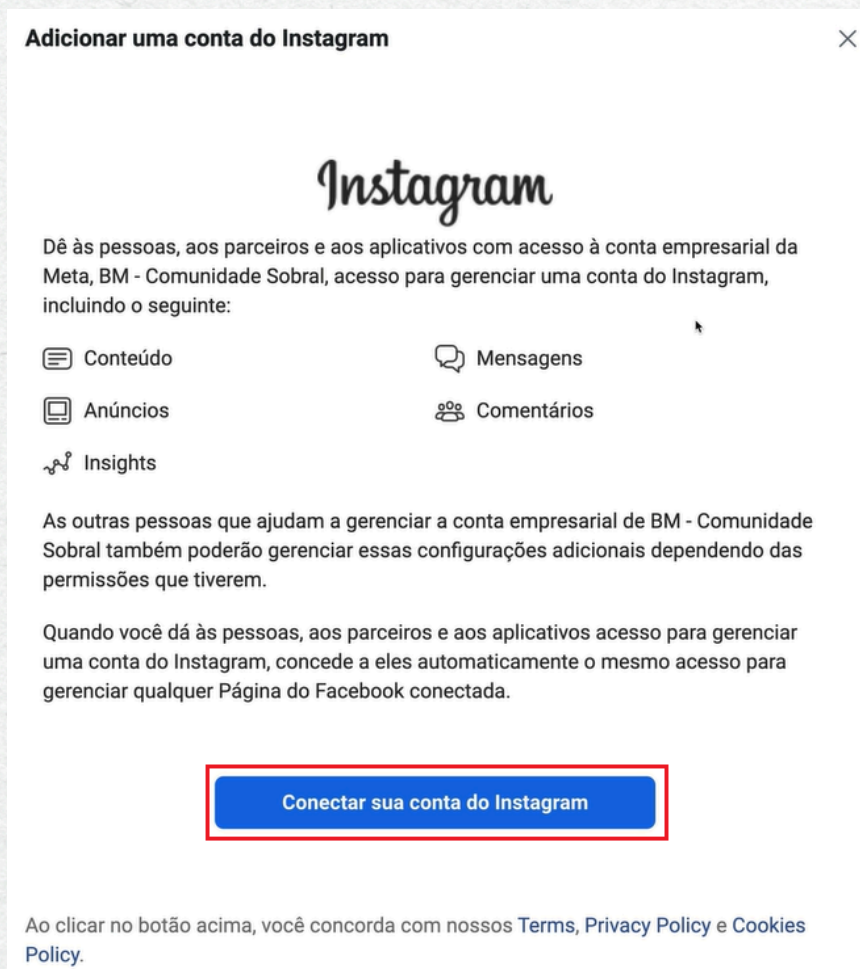 Adicionar uma conta do Instagram
Instagram
Dê às pessoas, aos parceiros e aos aplicativos com acesso à conta empresarial da
Meta, BM - Comunidade Sobral, acesso para gerenciar uma conta do Instagram,
incluindo o seguinte:
Conteúdo
Mensagens
Anúncios
Comentários
Insights
As outras pessoas que ajudam a gerenciar a conta empresarial de BM - Comunidade
Sobral também poderão gerenciar essas configurações adicionais dependendo das
permissões que tiverem.
Quando você dá às pessoas, aos parceiros e aos aplicativos acesso para gerenciar
uma conta do Instagram, concede a eles automaticamente o mesmo acesso para
gerenciar qualquer Página do Facebook conectada.
Conectar sua conta do Instagram
Ao clicar no botão acima, você concorda com nossos Terms, Privacy Policy e Cookies
Policy.